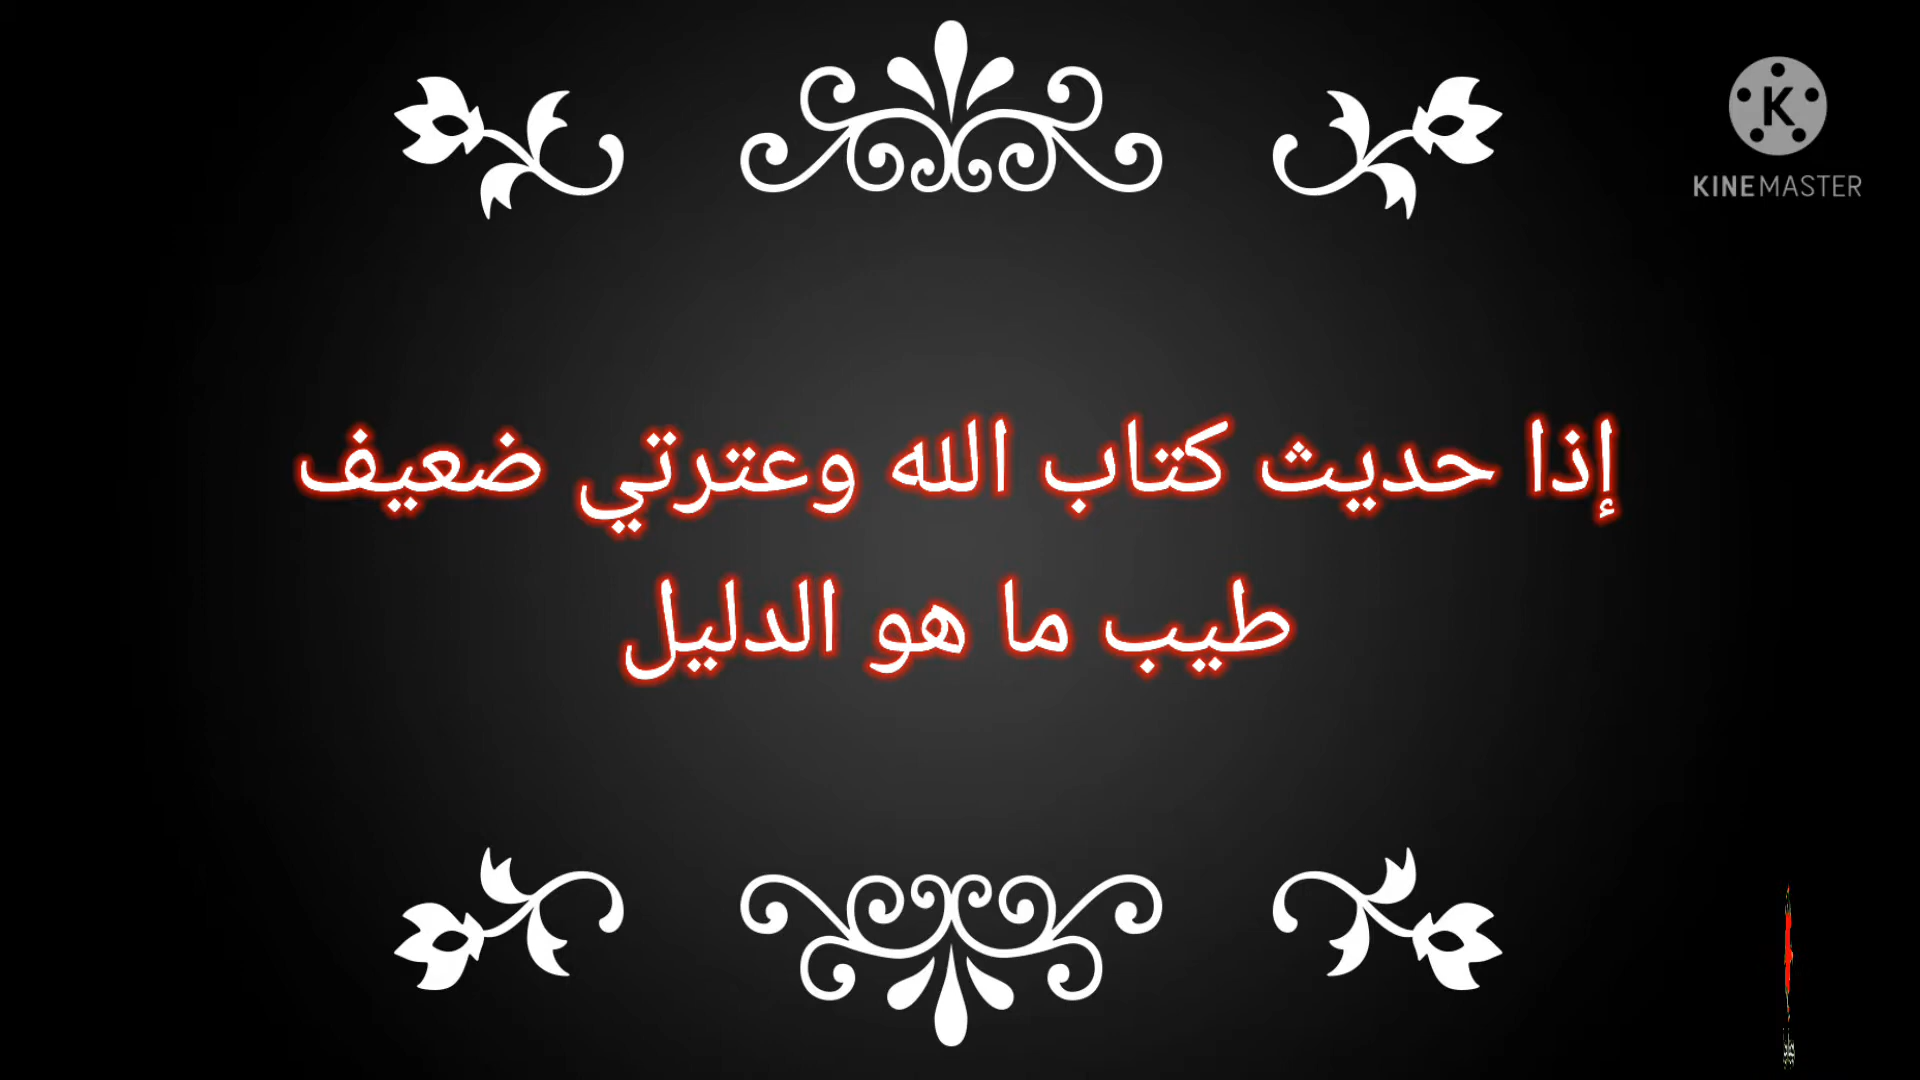 KINEMASTER
إذا حديث كتاب الله وعترتي ضعيف
طيب ما هو الدليل